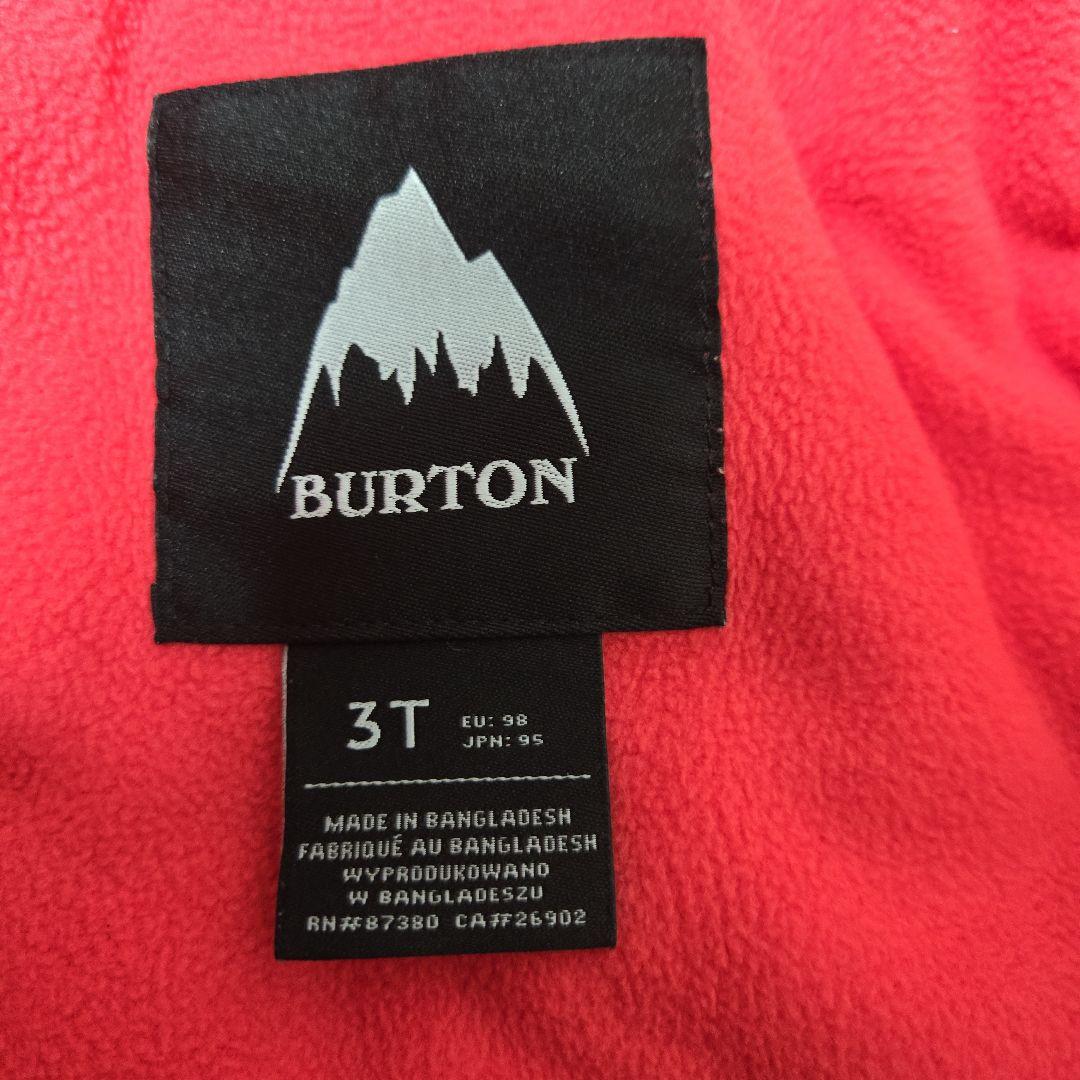 BURTON
3T
EU: 98
JPN: 95
MADE IN BANGLADESH
FABRIQUÉ AU BANGLADESH
WYPRODUKOWANO
W BANGLADESZU
RN#87380 CA#26902